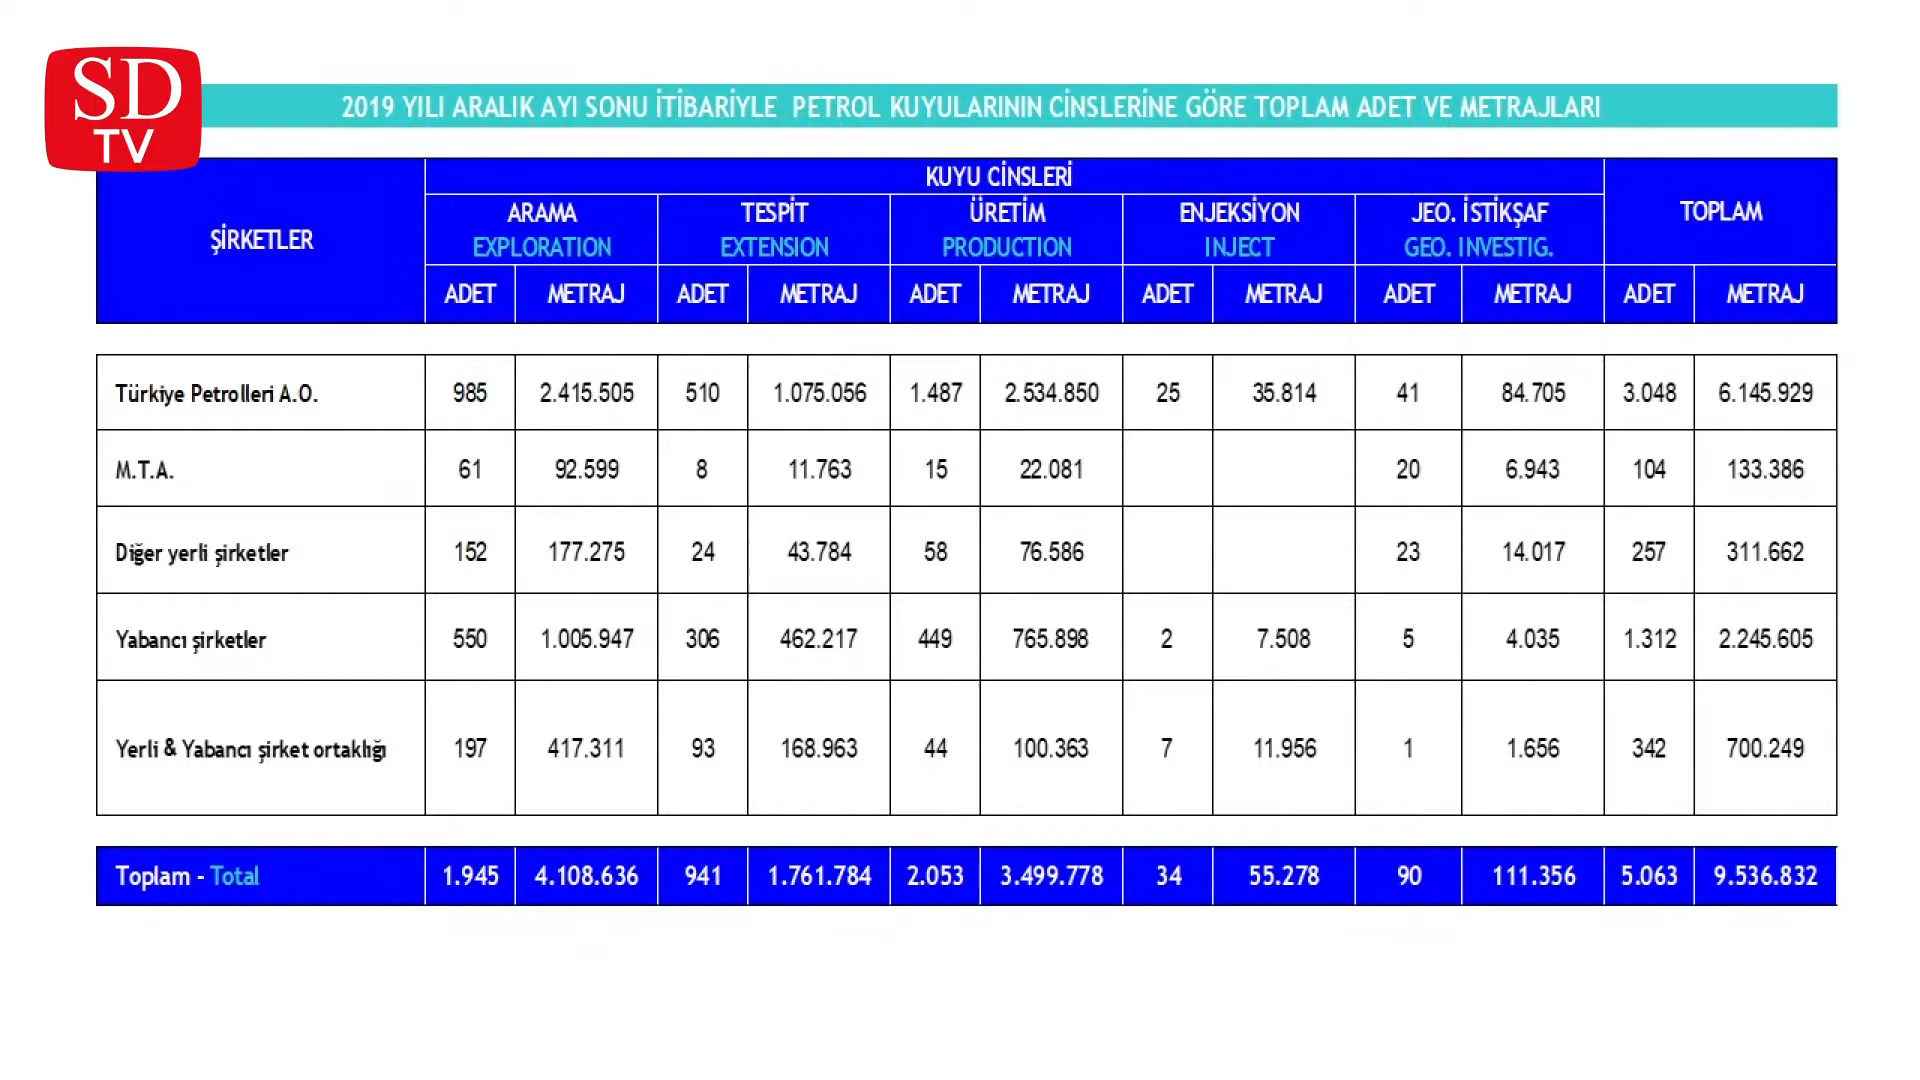 SD
TV
2019 YILI ARALIK AYI SONU İTİBARİYLE PETROL KUYULARININ CİNSLERİNE GÖRE TOPLAM ADET VE METRAJLARI
ŞİRKETLER
KUYU CİNSLERİ
TOPLAM
ARAMA TESPİT ÜRETİM ENJEKSİYON JEO. İSTİKŞAF
EXPLORATION EXTENSION PRODUCTION INJECT GEO. INVESTIG.
ADET METRAJ ADET METRAJ ADET METRAJ ADET METRAJ ADET METRAJ ADET METRAJ
Türkiye Petrolleri A.O. 985 2.415.505 510 1.075.056 1.487 2.534.850 25 35.814 41 84.705 3.048 6.145.929
M.T.A. 61 92.599 8 11.763 15 22.081 20 6.943 104 133.386
Diğer yerli şirketler 152 177.275 24 43.784 58 76.586 23 14.017 257 311.662
Yabancı şirketler 550 1.005.947 306 462.217 449 765.898 2 7.508 5 4.035 1.312 2.245.605
Yerli & Yabancı şirket ortaklığı 197 417.311 93 168.963 44 100.363 7 11.956 1 1.656 342 700.249
Toplam - Total 1.945 4.108.636 941 1.761.784 2.053 3.499.778 34 55.278 90 111.356 5.063 9.536.832